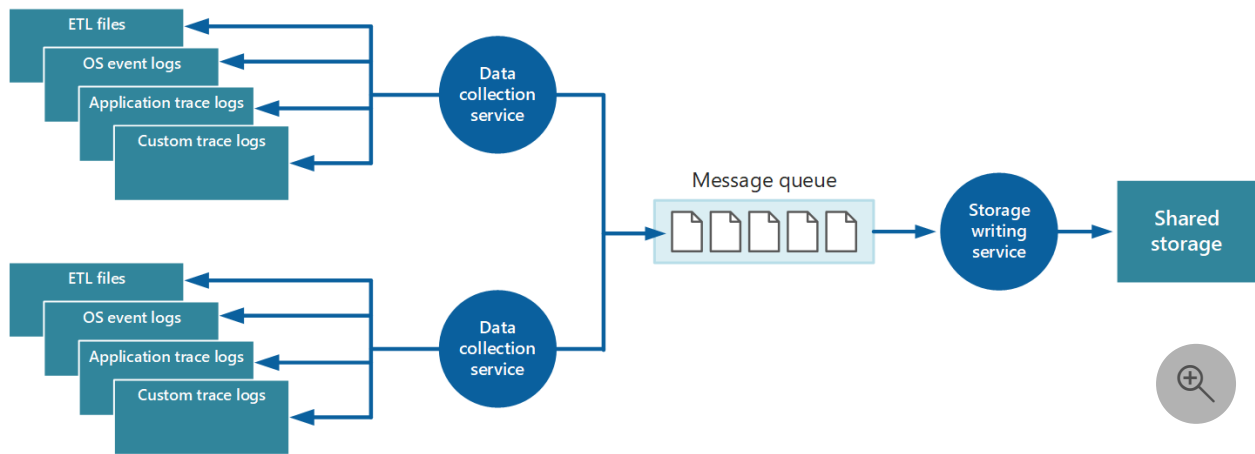 ETL files
OS event logs
Application trace logs
Custom trace logs
Data
collection
service
Message queue
Storage
writing
service
Shared
storage
ETL files
OS event logs
Application trace logs
Custom trace logs
Data
collection
service